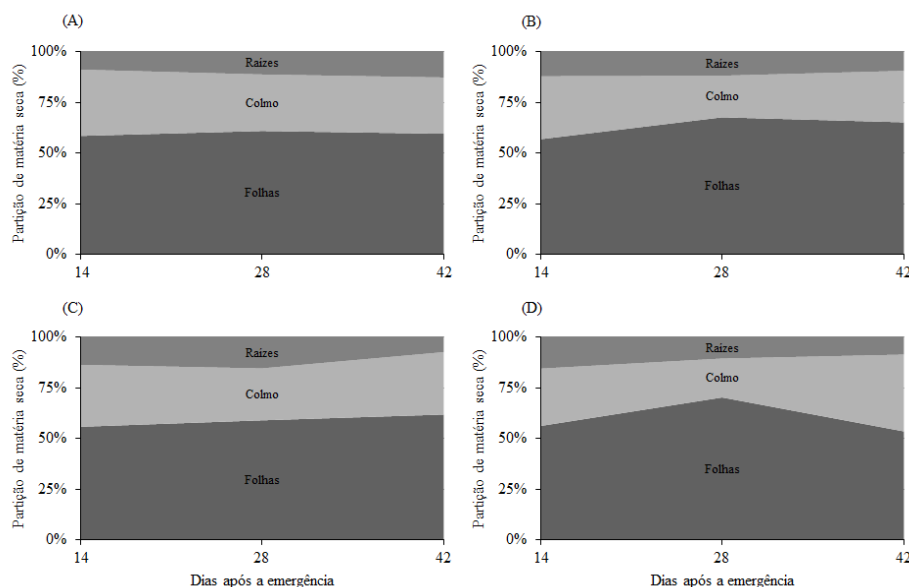 (A)
Partição de matéria seca (%)
100%
75%
50%
25%
0%
Raízes
Colmo
Folhas
14
28
42
(B)
Partição de matéria seca (%)
100%
75%
50%
25%
0%
Raízes
Colmo
Folhas
14
28
42
(C)
Partição de matéria seca (%)
100%
75%
50%
25%
0%
Raízes
Colmo
Folhas
14
28
42
Dias após a emergência
(D)
Partição de matéria seca (%)
100%
75%
50%
25%
0%
Raízes
Colmo
Folhas
14
28
42
Dias após a emergência